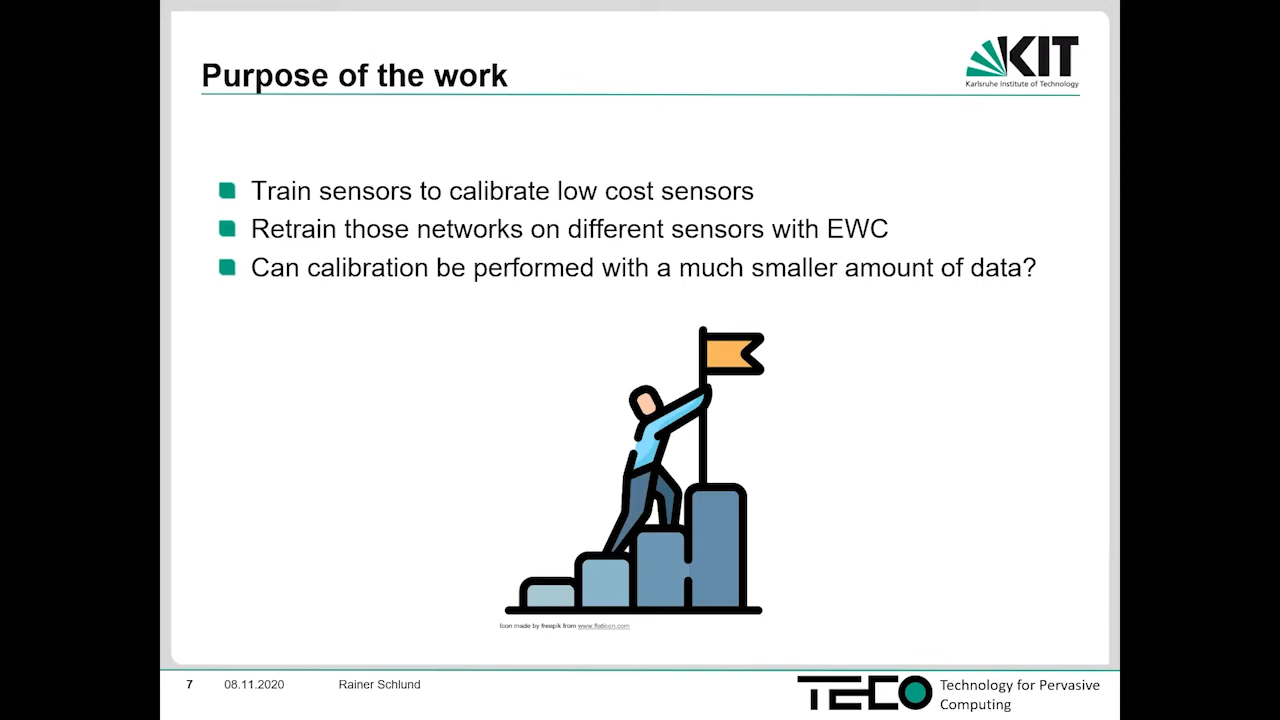 Purpose of the work
KIT
Karlsruhe Institute of Technology
Train sensors to calibrate low cost sensors
Retrain those networks on different sensors with EWC
Can calibration be performed with a much smaller amount of data?
Icon made by freepik from www.flaticon.com
7 08.11.2020 Rainer Schlund
TECO
Technology for Pervasive
Computing